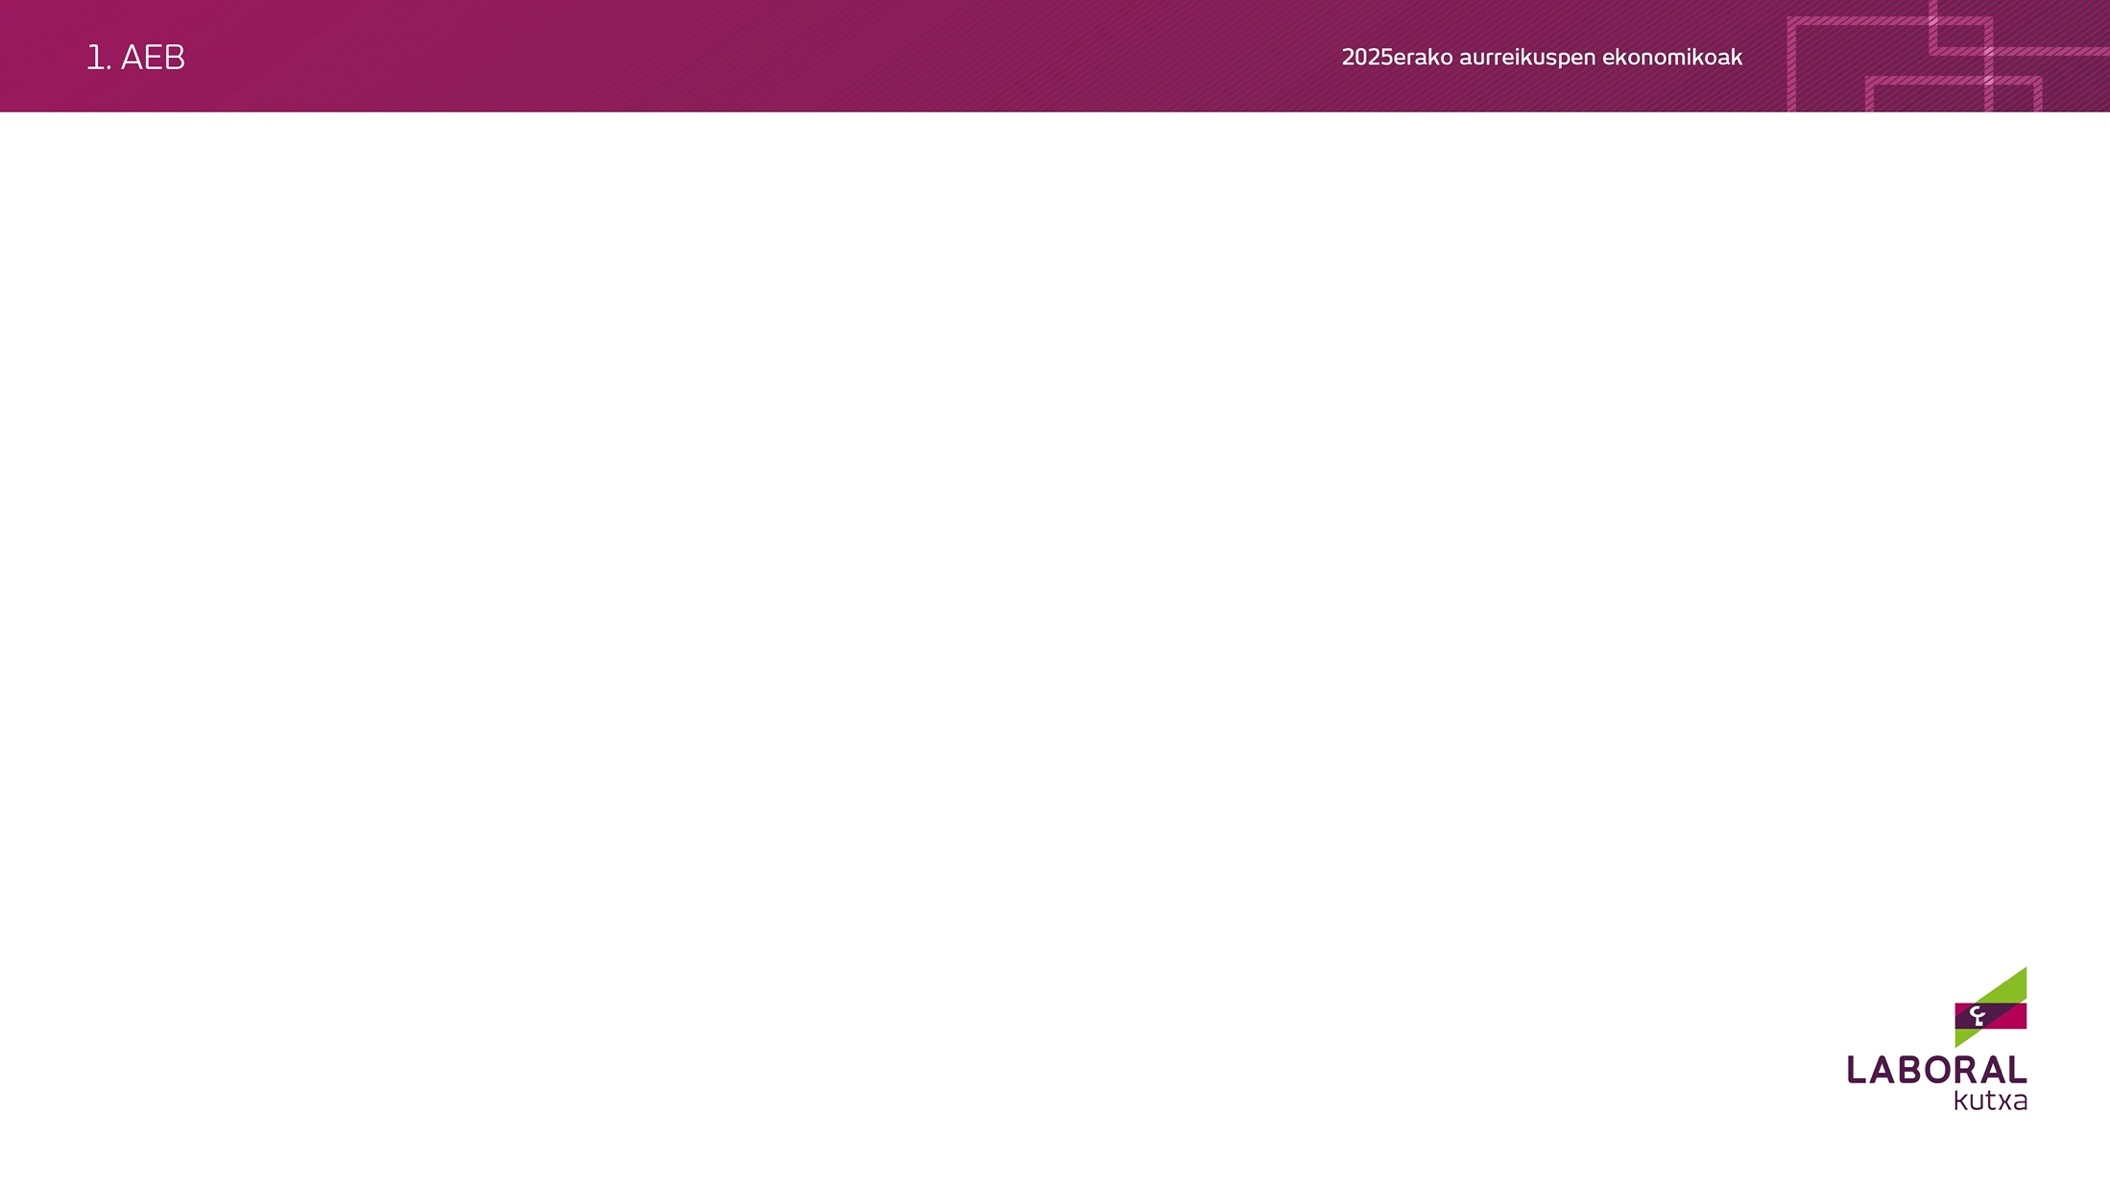 1. AEB
2025erako aurreikuspen ekonomikoak
LABORAL
kutxa